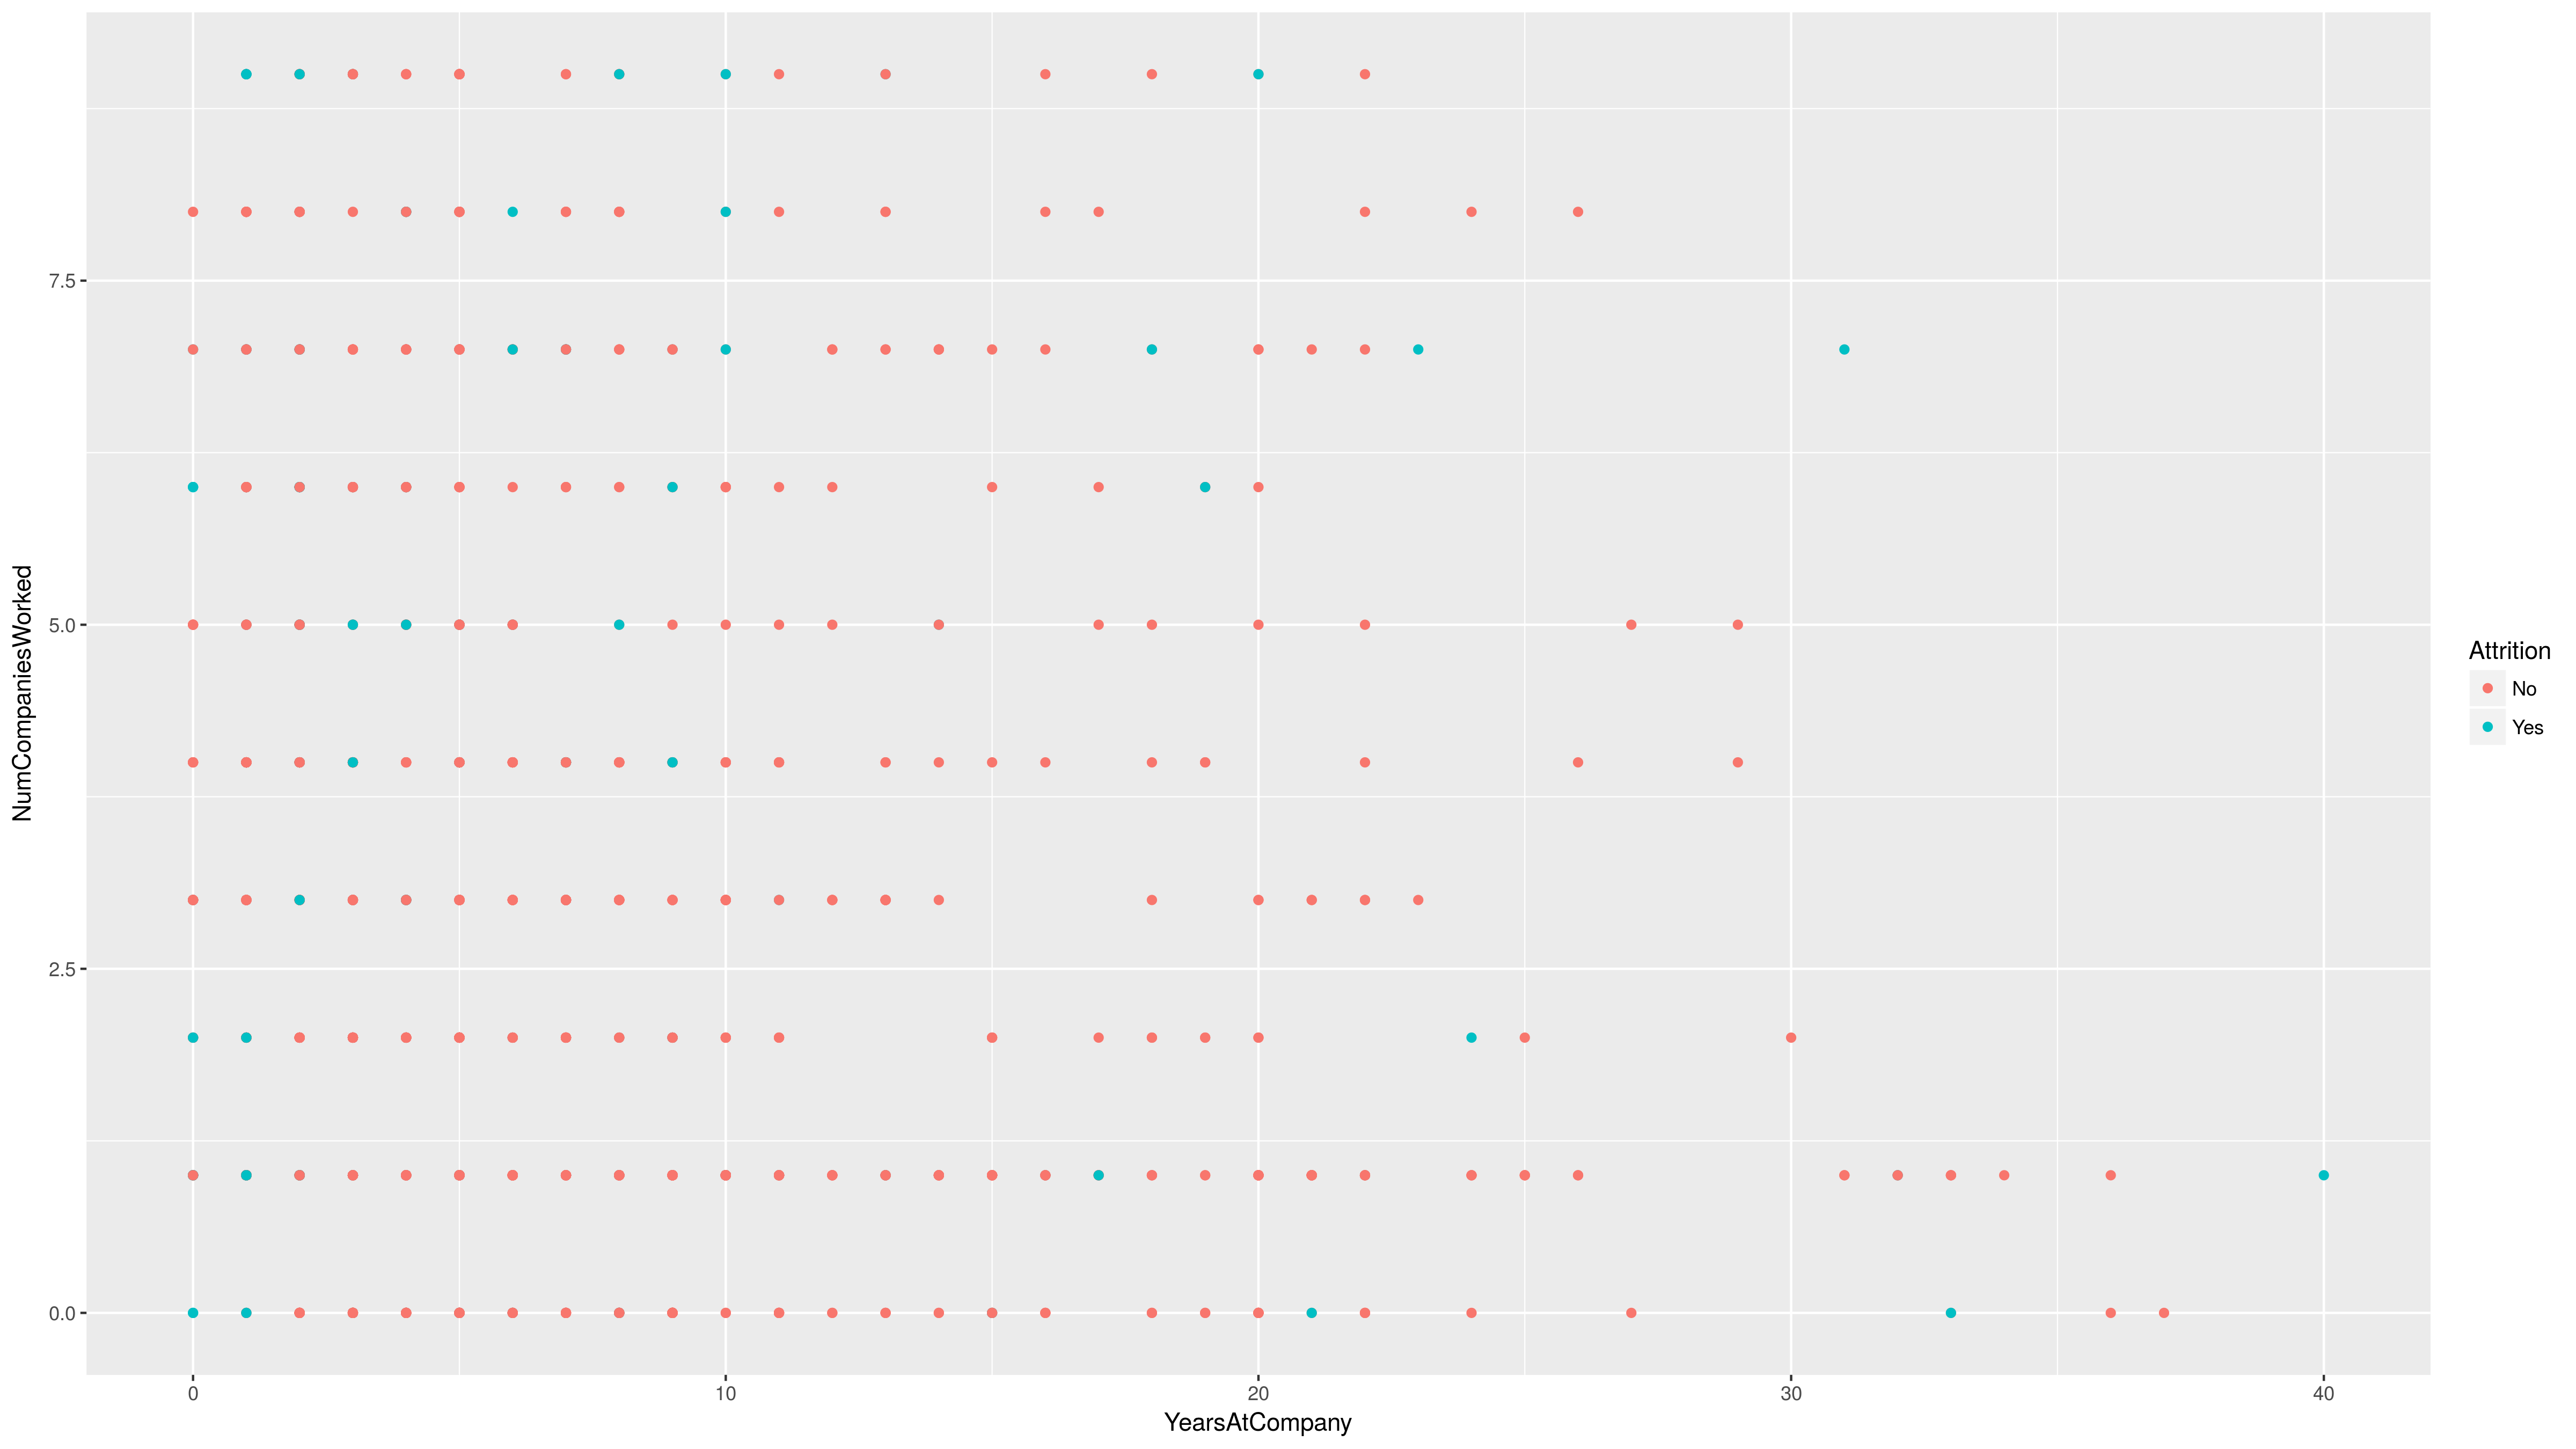 7.5
5.0
2.5
0.0
NumCompaniesWorked
0 10 20 30 40
YearsAtCompany
Attrition
No
Yes